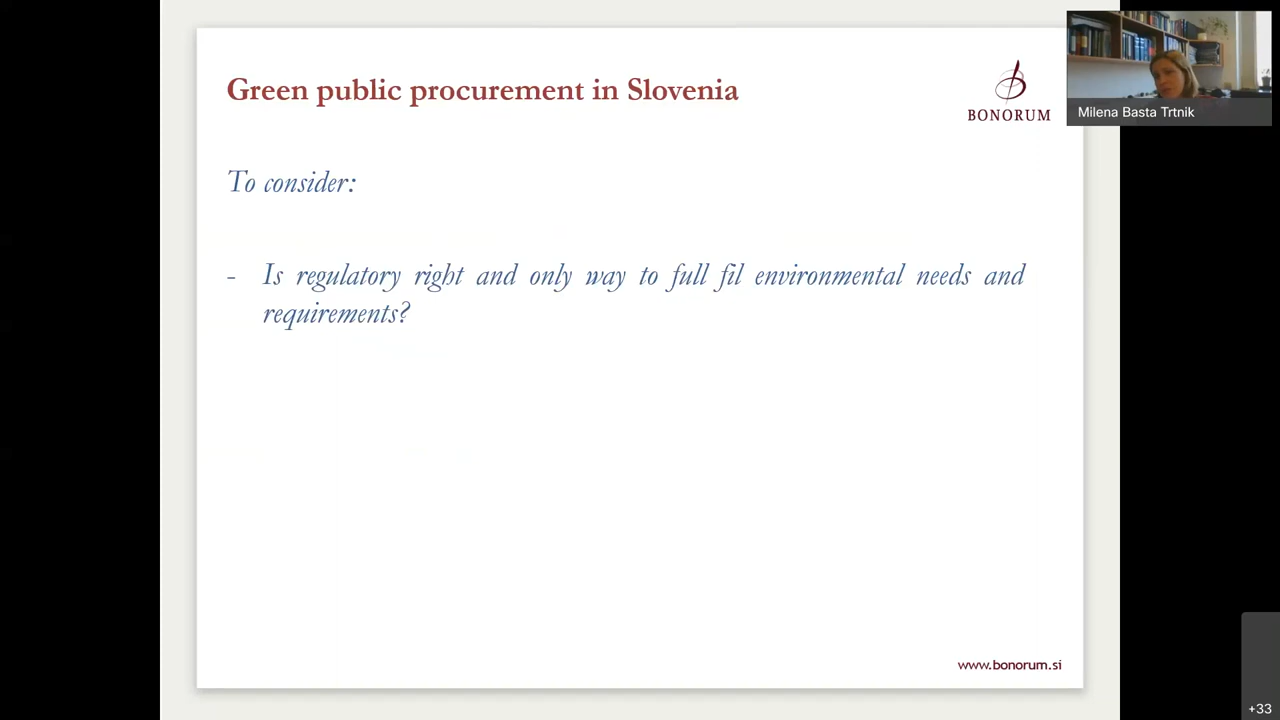 Green public procurement in Slovenia
BONORUM
Milena Basta Trtnik
To consider:
- Is regulatory right and only way to full fil environmental needs and
requirements?
www.bonorum.si
+33